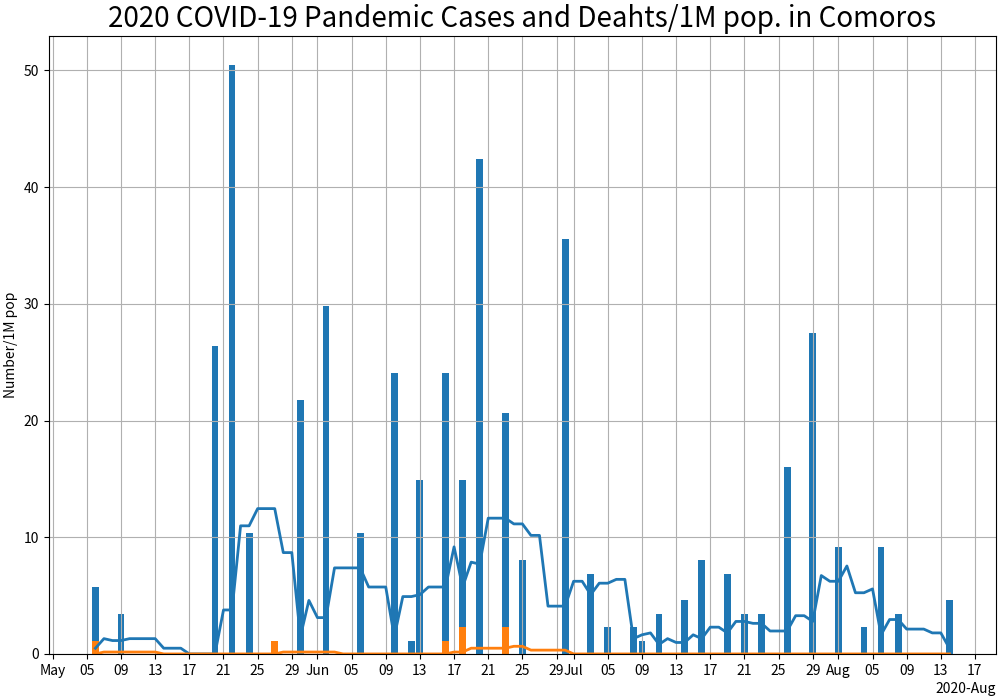 2020 COVID-19 Pandemic Cases and Deahts/1M pop. in Comoros
50
40
30
20
10
0
Number/1M pop
May 05 09 13 17 21 25 29 Jun 05 09 13 17 21 25 29 Jul 05 09 13 17 21 25 29 Aug 05 09 13 17
2020-Aug